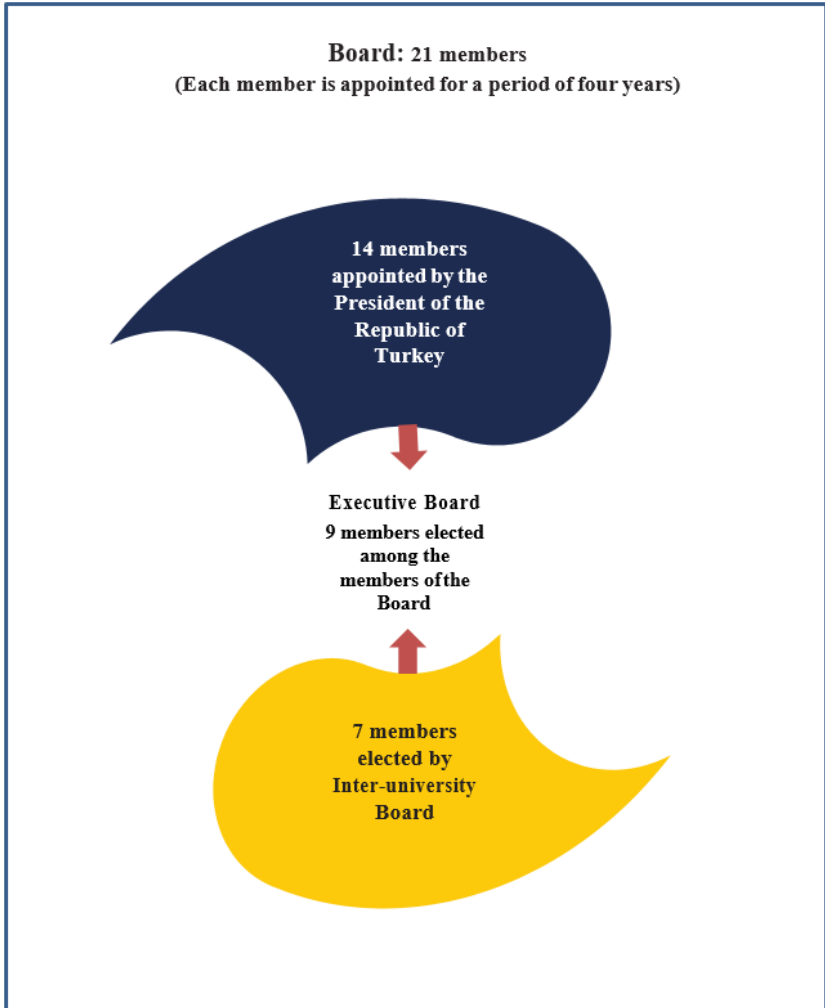 Board: 21 members
(Each member is appointed for a period of four years)
14 members
appointed by the
President of the
Republic of
Turkey
Executive Board
9 members elected
among the
members of the
Board
7 members
elected by
Inter-university
Board